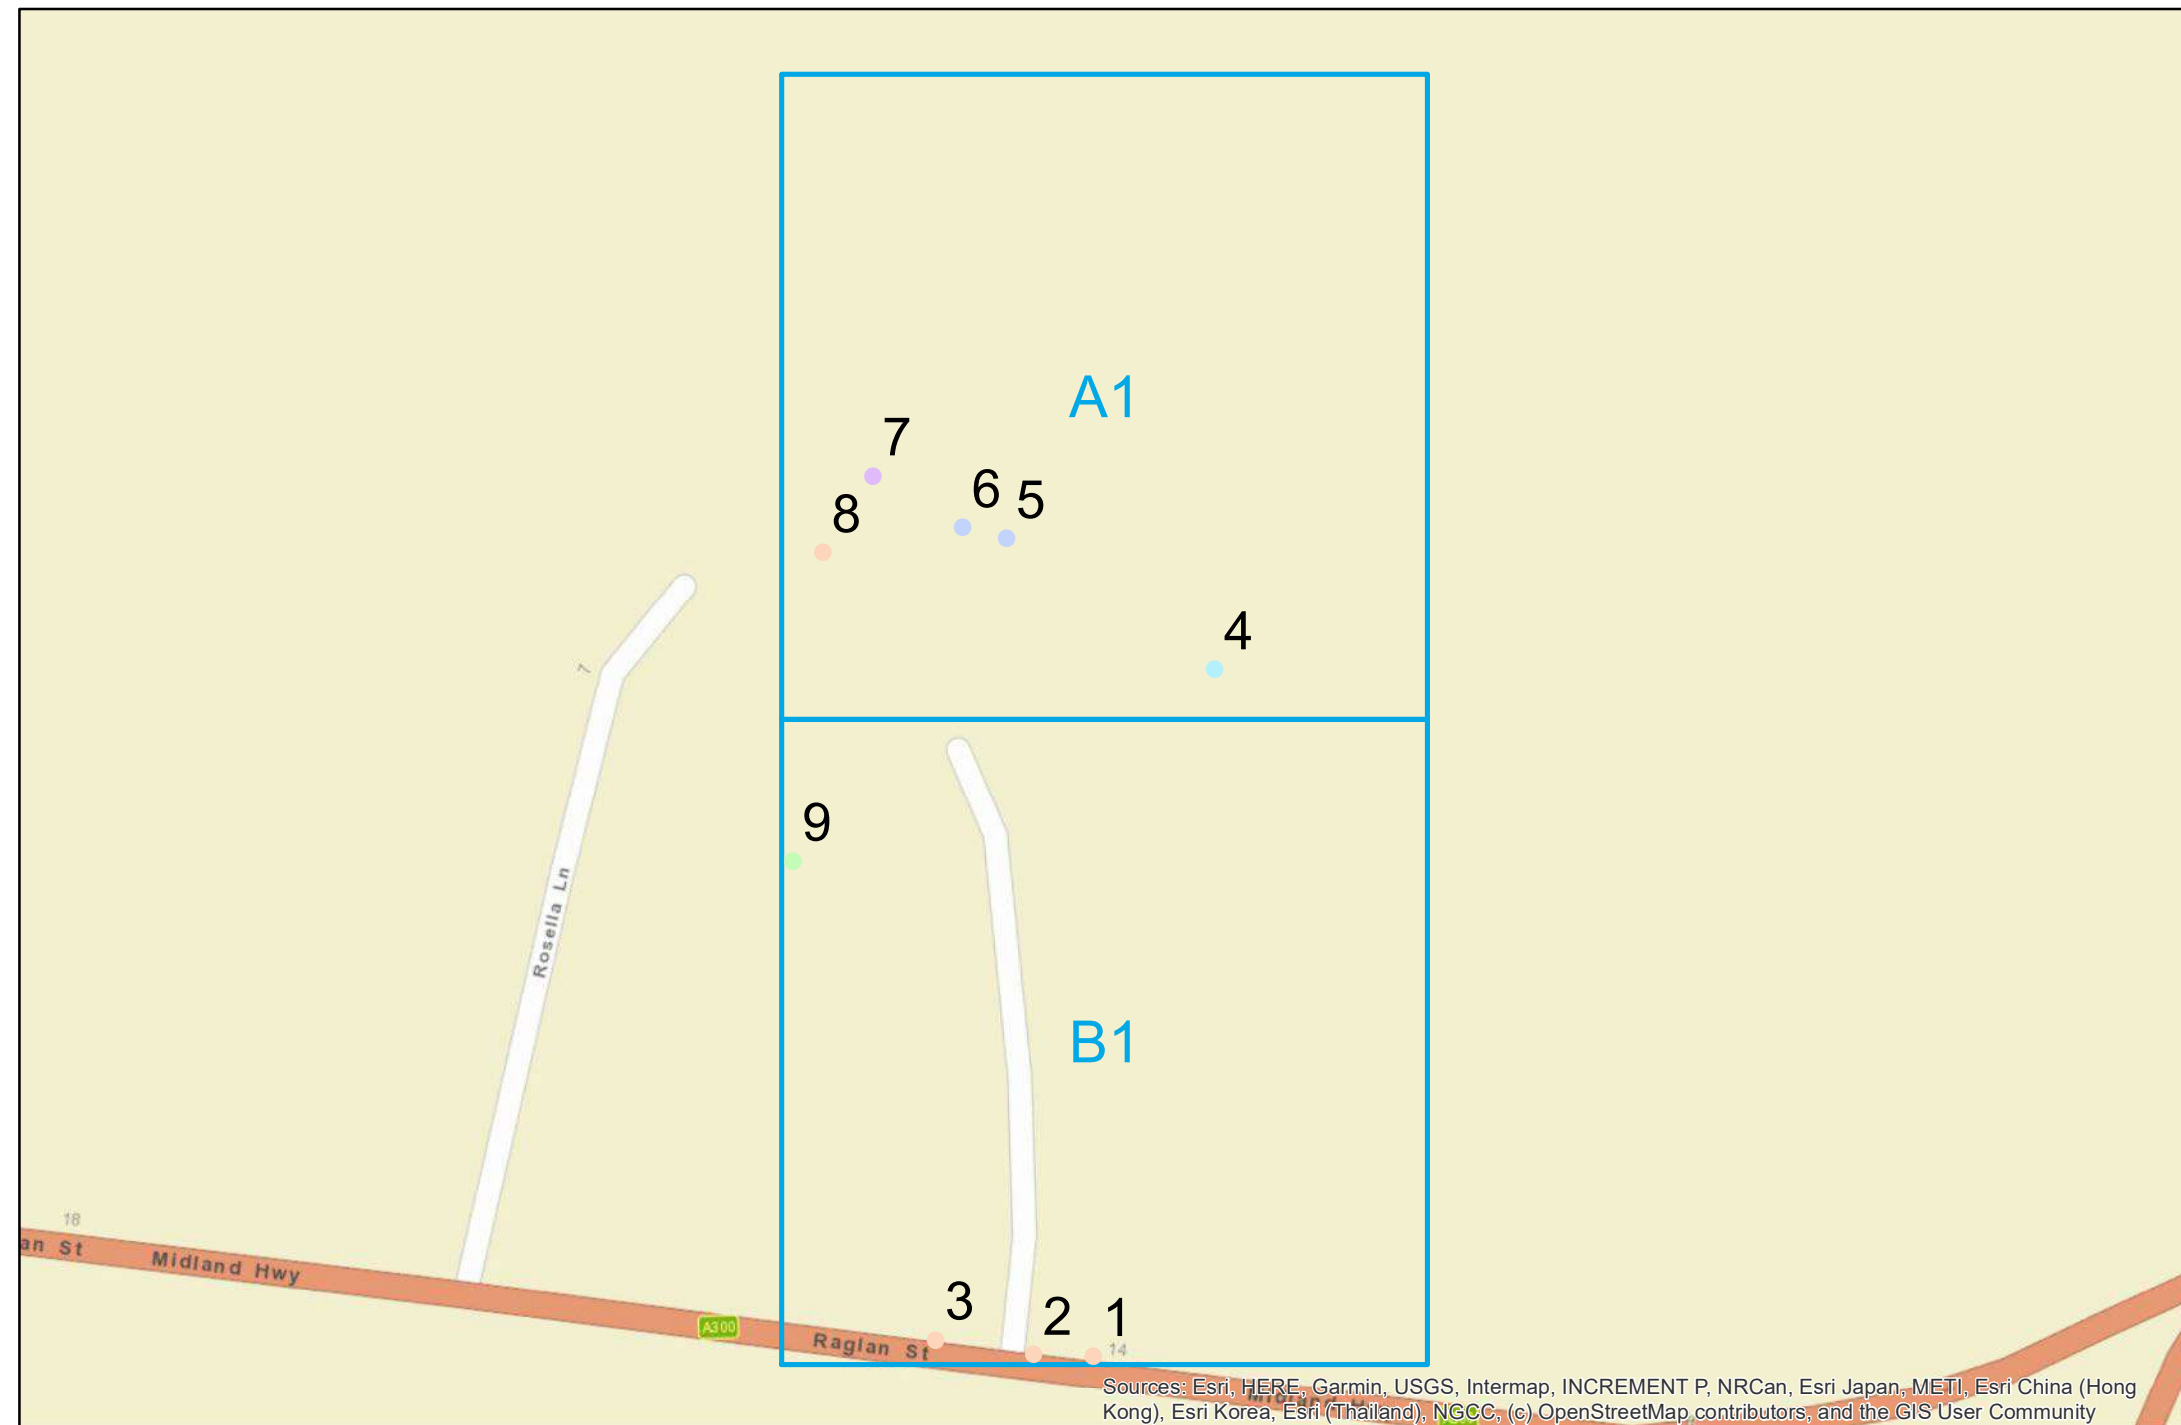 A1
7
6
5
8
4
7
9
Rosella Ln
B1
18
an St
Midland Hwy
3
2
1
A300
Raglan St
14
Sources: Esri, HERE, Garmin, USGS, Intermap, INCREMENT P, NRCan, Esri Japan, METI, Esri China (Hong
Kong), Esri Korea, Esri (Thailand), NGCC, (c) OpenStreetMap contributors, and the GIS User Community